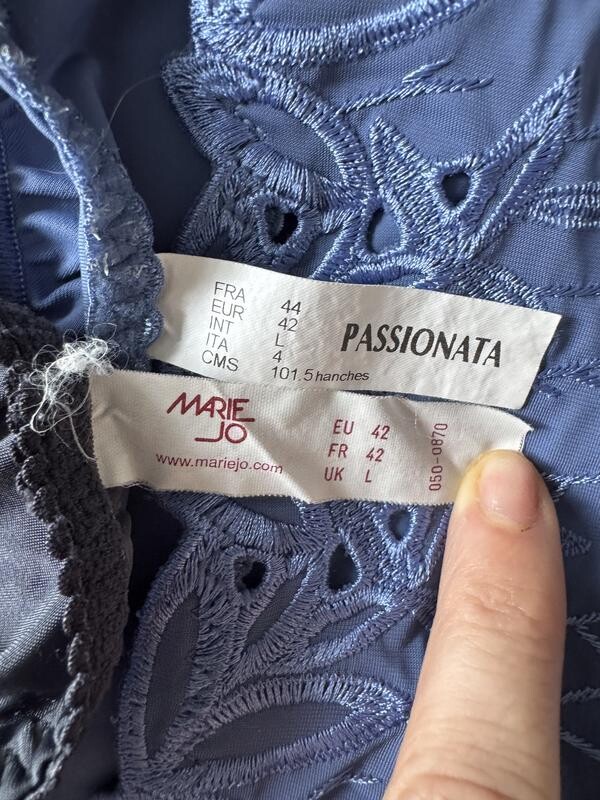 FRA 44
EUR 42
INT L
ITA 4
CMS 101.5 hanches
PASSIONATA
MARIE
JO
www.mariejo.com
EU 42
FR 42
UK L
050-0870